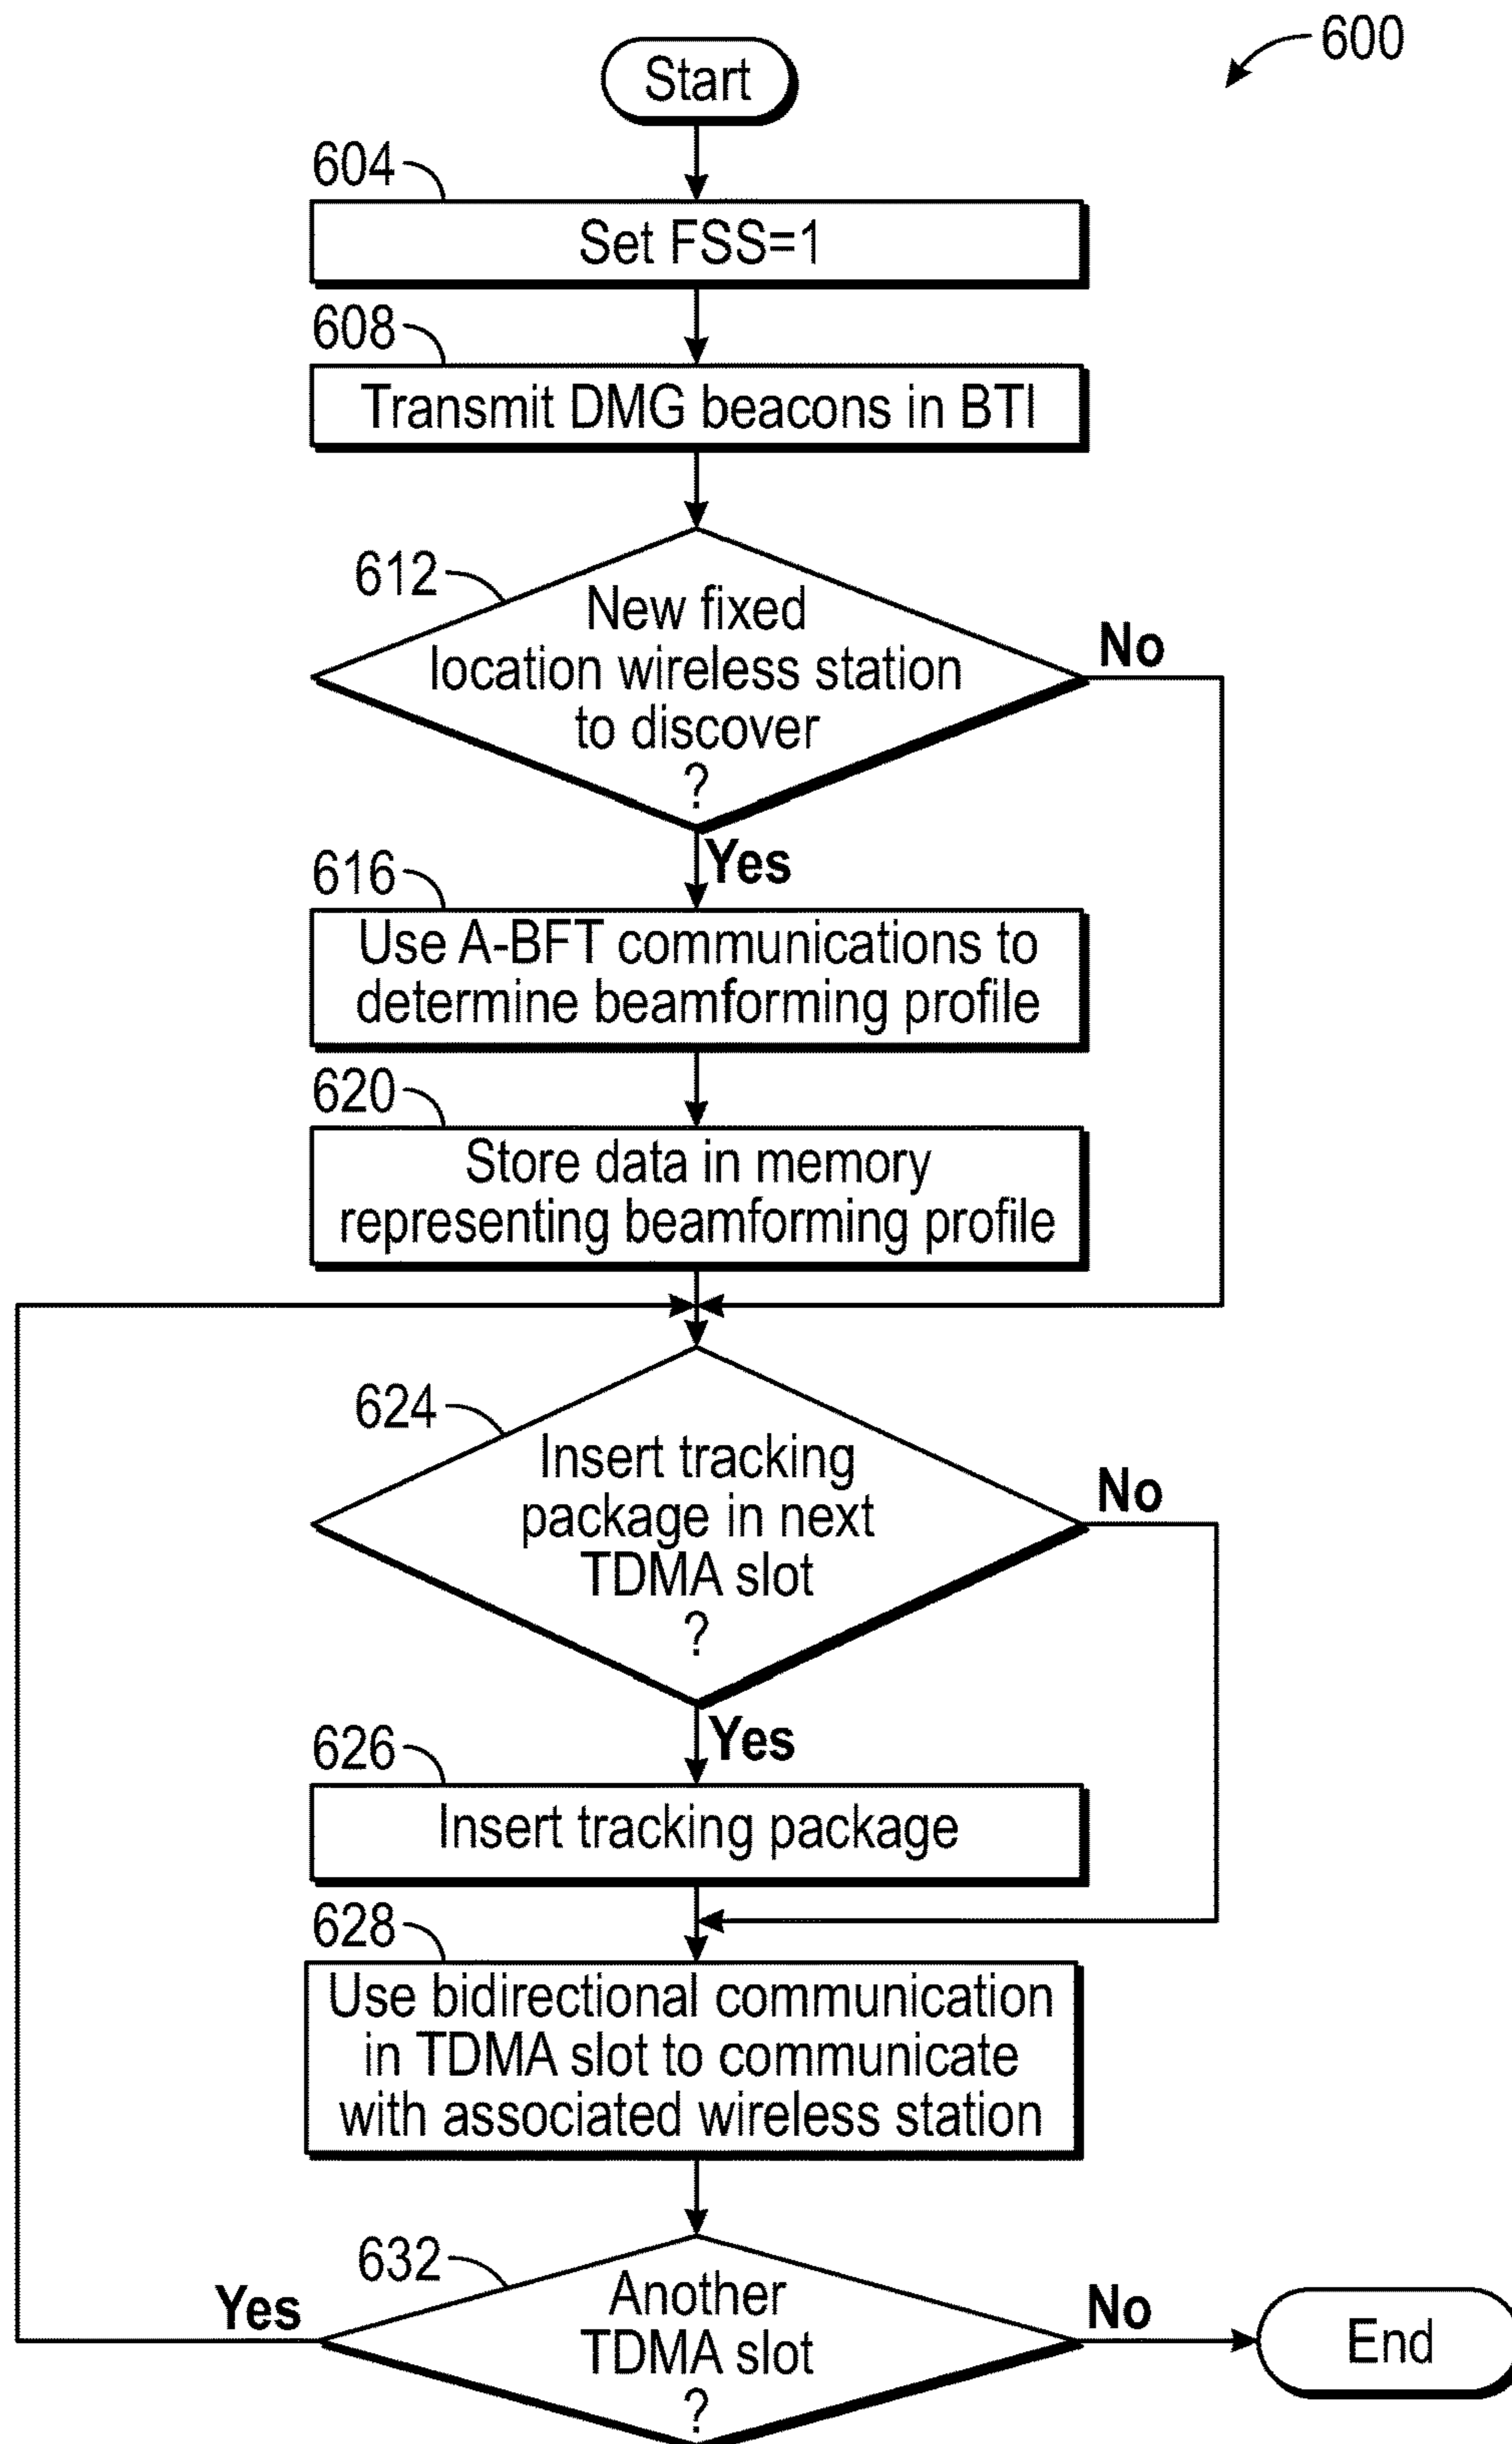 600
Start
604
Set FSS=1
608
Transmit DMG beacons in BTI
612
New fixed
location wireless station
to discover
?
No
Yes
616
Use A-BFT communications to
determine beamforming profile
620
Store data in memory
representing beamforming profile
624
Insert tracking
package in next
TDMA slot
?
No
Yes
626
Insert tracking package
628
Use bidirectional communication
in TDMA slot to communicate
with associated wireless station
632
Another
TDMA slot
?
Yes
No
End